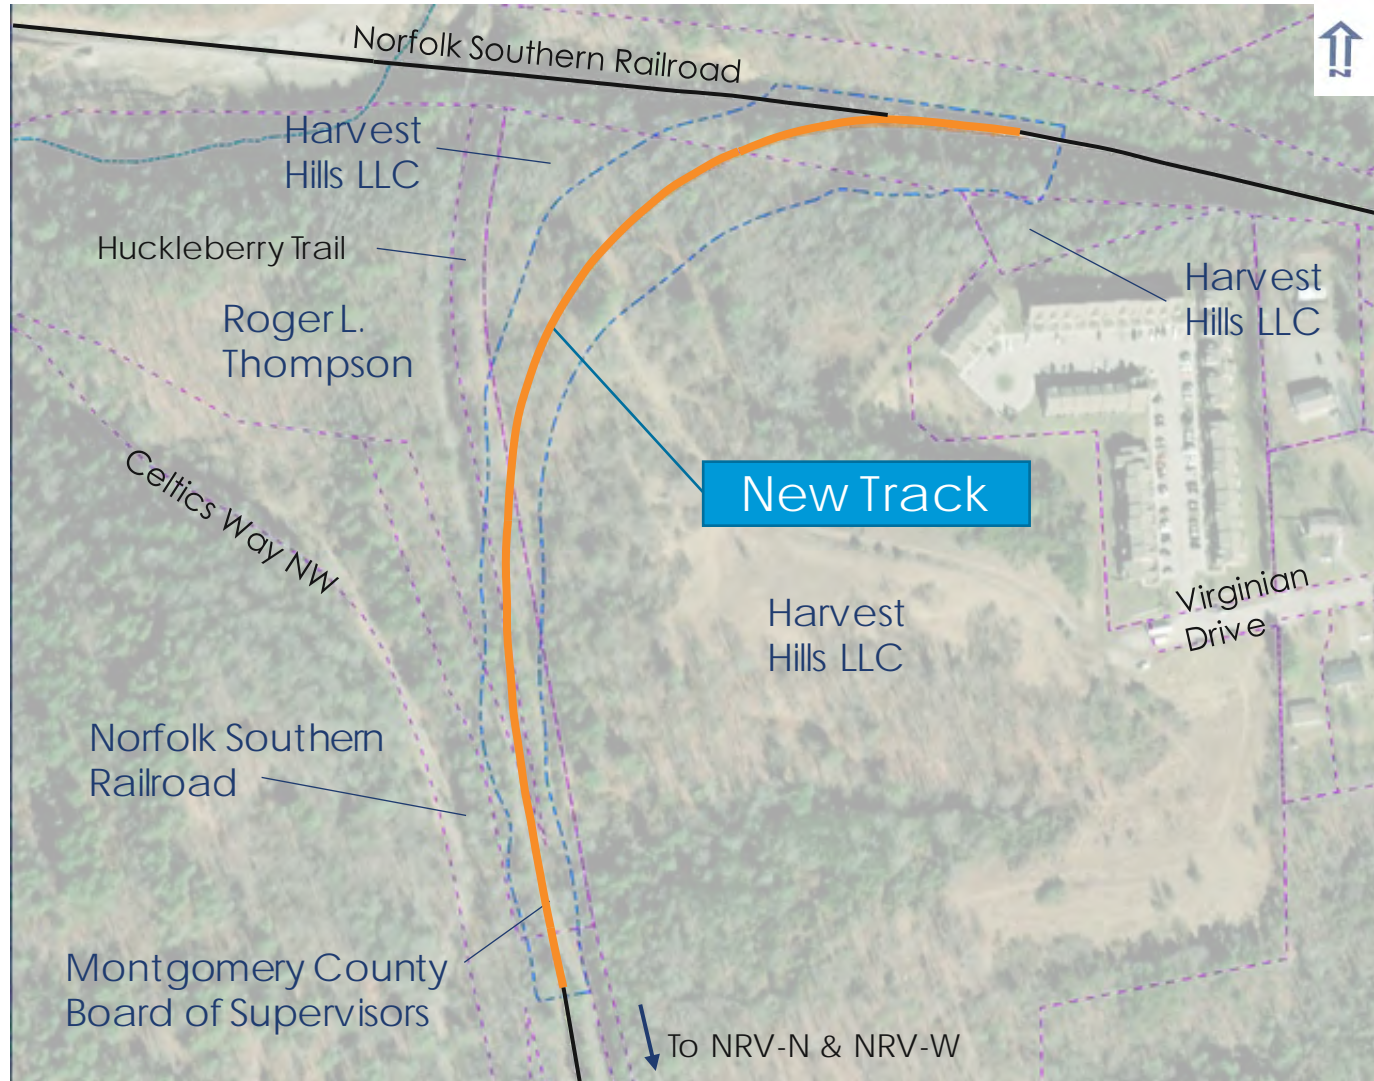 Norfolk Southern Railroad
N
Harvest
Hills LLC
Huckleberry Trail
Harvest
Hills LLC
Roger L.
Thompson
Celtics Way NW
New Track
Virginian
Drive
Harvest
Hills LLC
Norfolk Southern
Railroad
Montgomery County
Board of Supervisors
To NRV-N & NRV-W